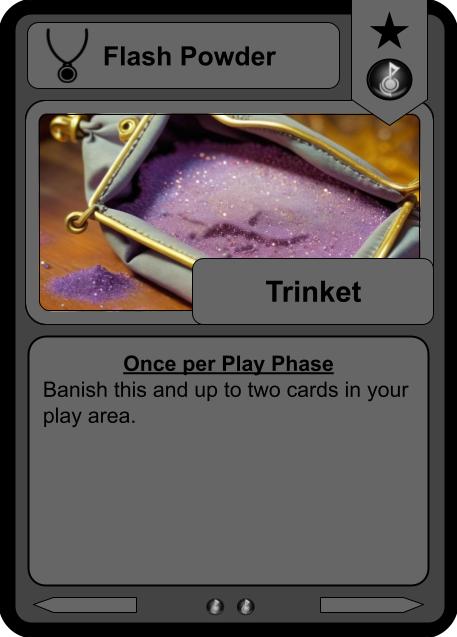 Flash Powder
Trinket
Once per Play Phase
Banish this and up to two cards in your
play area.